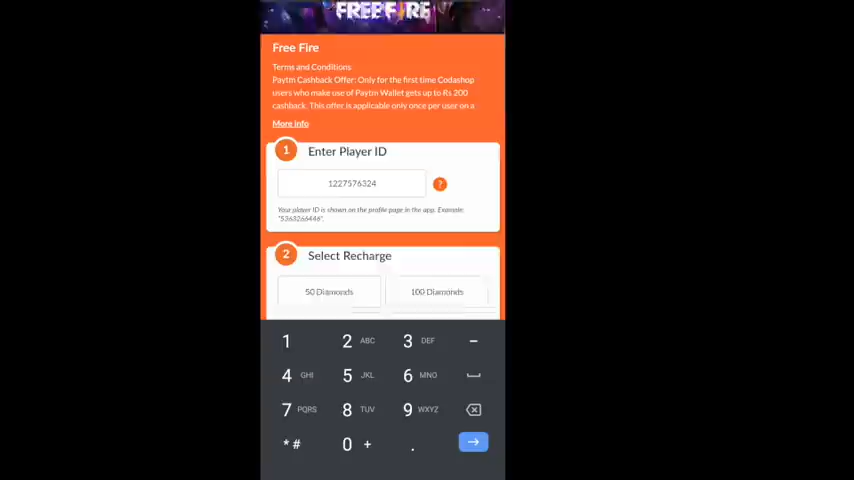 FREEFIRE
Free Fire
Terms and Conditions
Paytm Cashback Offer: Only for the first time Codashop
users who make use of Paytm Wallet gets up to Rs 200
cashback. This offer is applicable only once per user on a
More info
1 Enter Player ID
1227576324 ?
Your player ID is shown on the profile page in the app. Example:
"5363266446".
2 Select Recharge
50 Diamonds 100 Diamonds
1 2 ABC 3 DEF -
4 GHI 5 JKL 6 MNO
7 PQRS 8 TUV 9 WXYZ
* # 0 + .